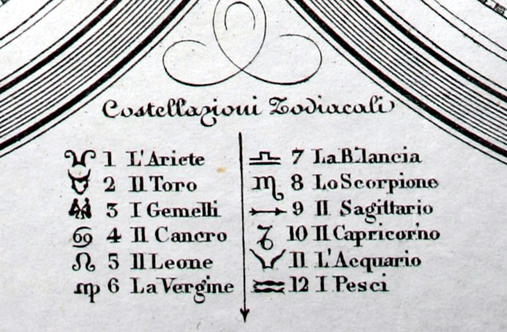 Costellazioni Zodiacali
♈ 1 L'Ariete
♉ 2 Il Toro
♊ 3 I Gemelli
♋ 4 Il Cancro
♌ 5 Il Leone
♍ 6 La Vergine
♎ 7 La Bilancia
♏ 8 Lo Scorpione
♐ 9 Il Sagittario
♑ 10 Il Capricorno
♒ 11 L'Acquario
♓ 12 I Pesci